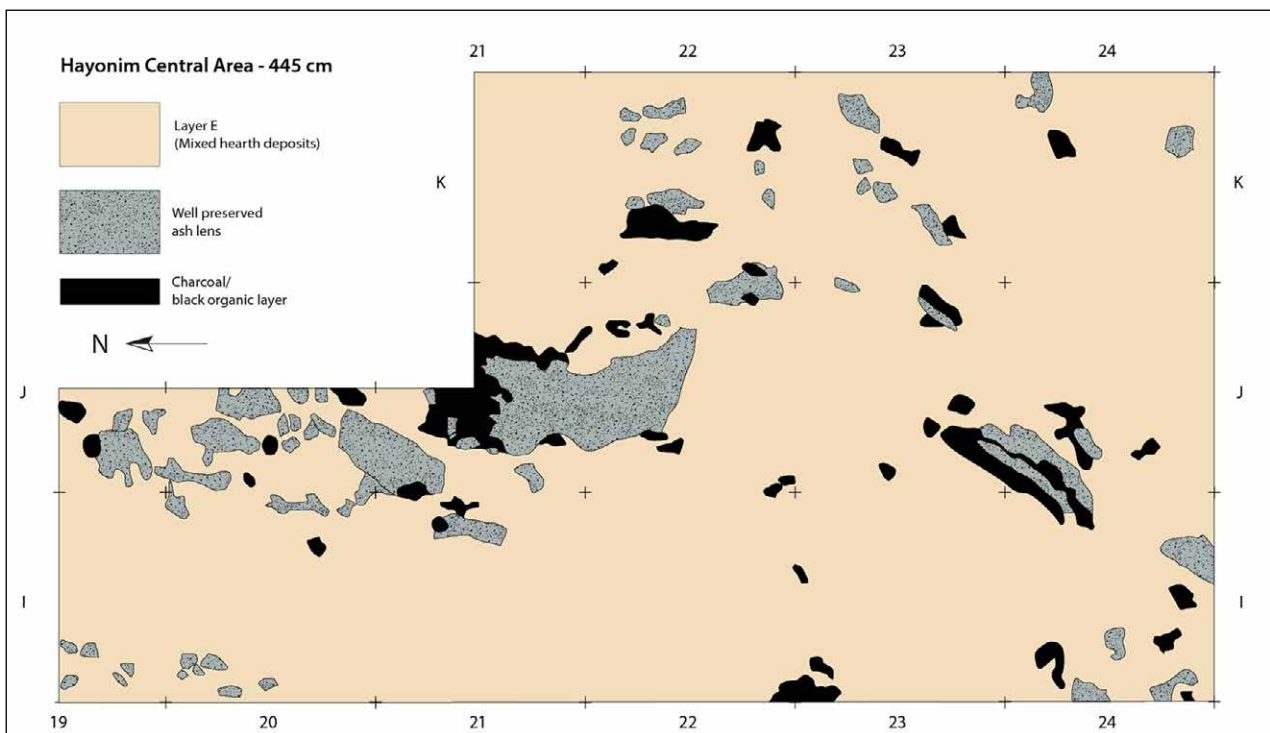 21 22 23 24
Hayonim Central Area - 445 cm
Layer E
(Mixed hearth deposits)
K K
Well preserved
ash lens
Charcoal/
black organic layer
N
J J
I I
19 20 21 22 23 24